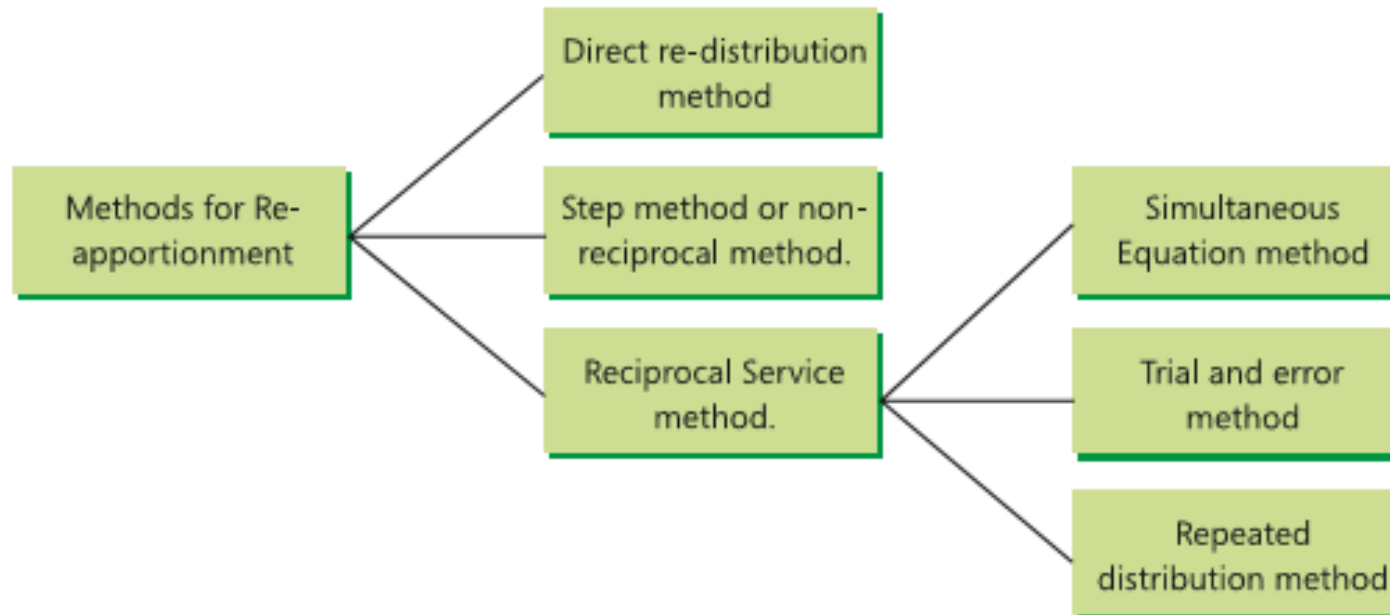 Direct re-distribution
method
Methods for Re-
apportionment
Step method or non-
reciprocal method.
Reciprocal Service
method.
Simultaneous
Equation method
Trial and error
method
Repeated
distribution method